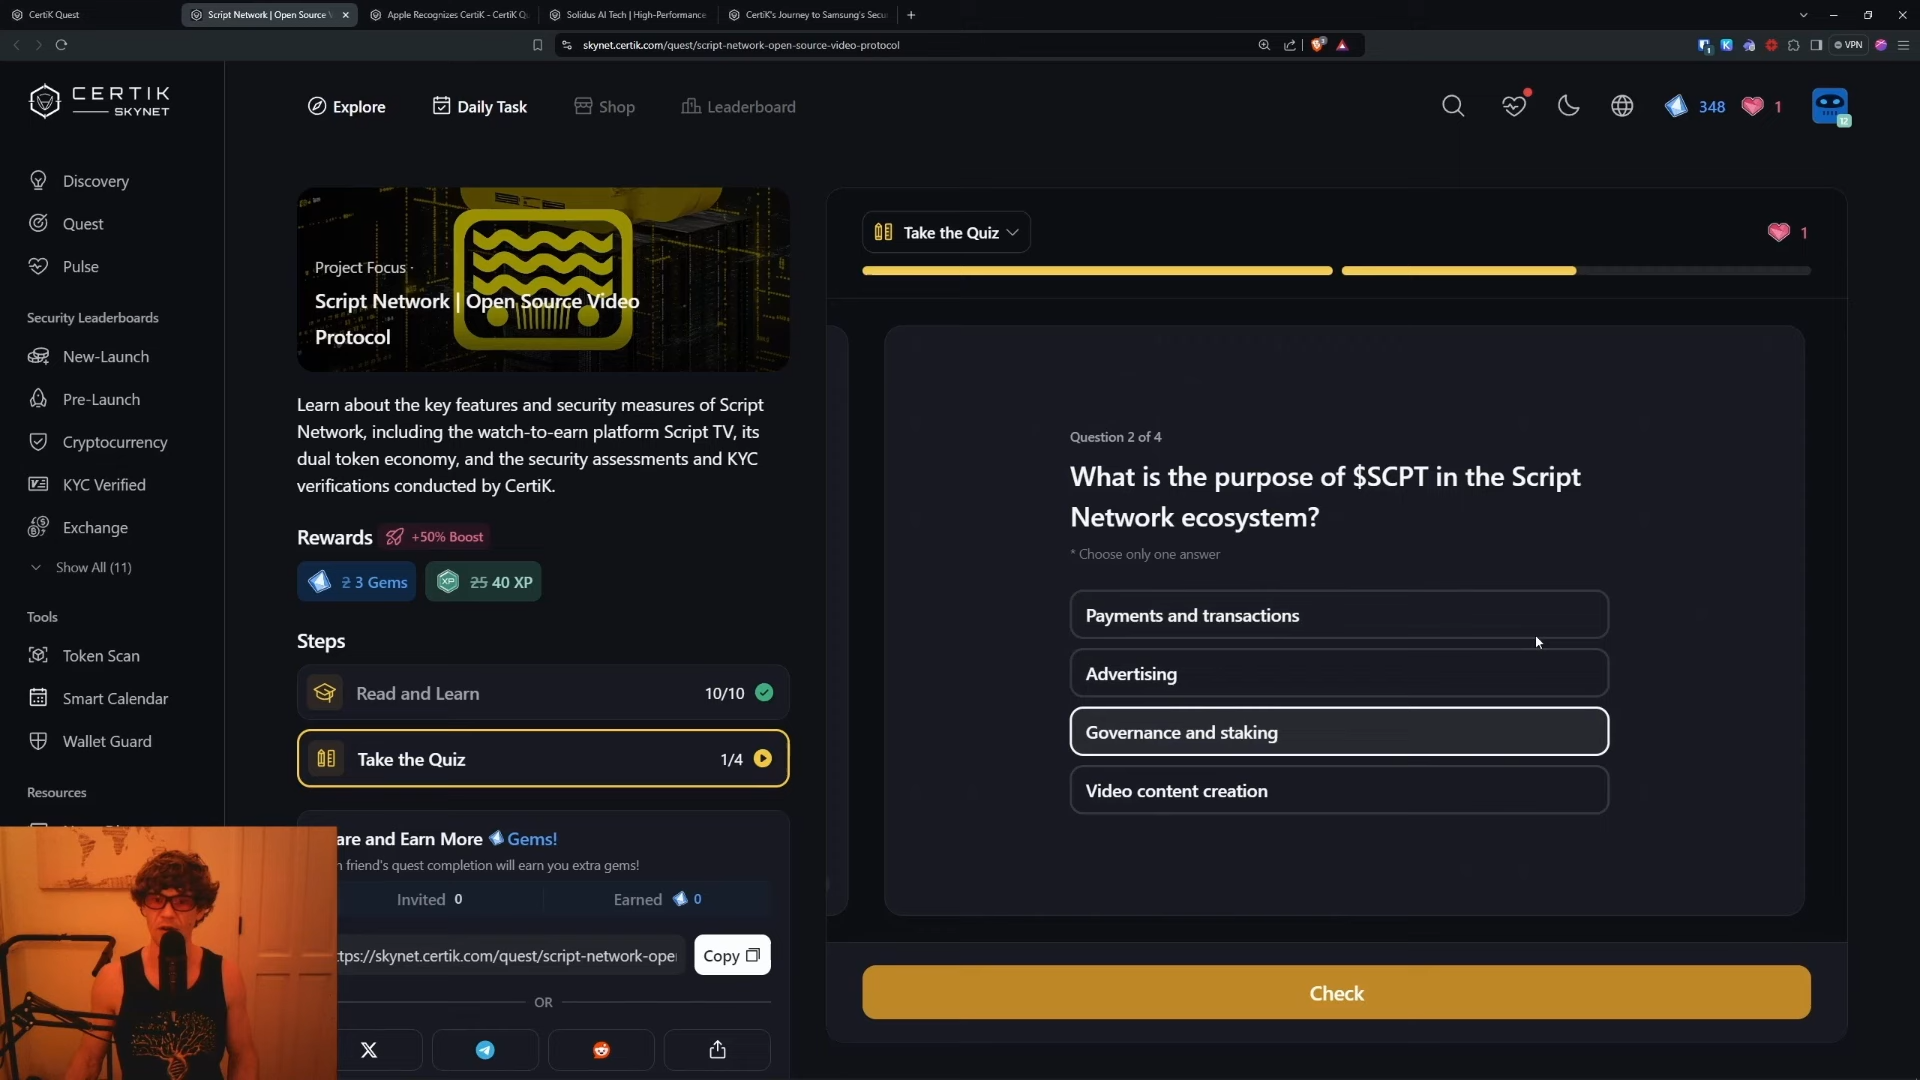 CertiK Quest
Script Network | Open Source V
Apple Recognizes CertiK - CertiK Q
Solidus AI Tech | High-Performance
CertiK's Journey to Samsung's Secu
skynet.certik.com/quest/script-network-open-source-video-protocol
VPN
CERTIK
SKYNET
Explore
Daily Task
Shop
Leaderboard
348
1
12
Discovery
Quest
Pulse
Security Leaderboards
New-Launch
Pre-Launch
Cryptocurrency
KYC Verified
Exchange
Show All (11)
Tools
Token Scan
Smart Calendar
Wallet Guard
Resources
Project Focus ·
Script Network | Open Source Video
Protocol
Learn about the key features and security measures of Script
Network, including the watch-to-earn platform Script TV, its
dual token economy, and the security assessments and KYC
verifications conducted by CertiK.
Rewards
+50% Boost
2 3 Gems
XP
25 40 XP
Steps
Read and Learn
10/10
Take the Quiz
1/4
are and Earn More Gems!
friend's quest completion will earn you extra gems!
Invited 0
Earned 0
tps://skynet.certik.com/quest/script-network-ope
Copy
OR
Take the Quiz
1
Question 2 of 4
What is the purpose of $SCPT in the Script
Network ecosystem?
* Choose only one answer
Payments and transactions
Advertising
Governance and staking
Video content creation
Check